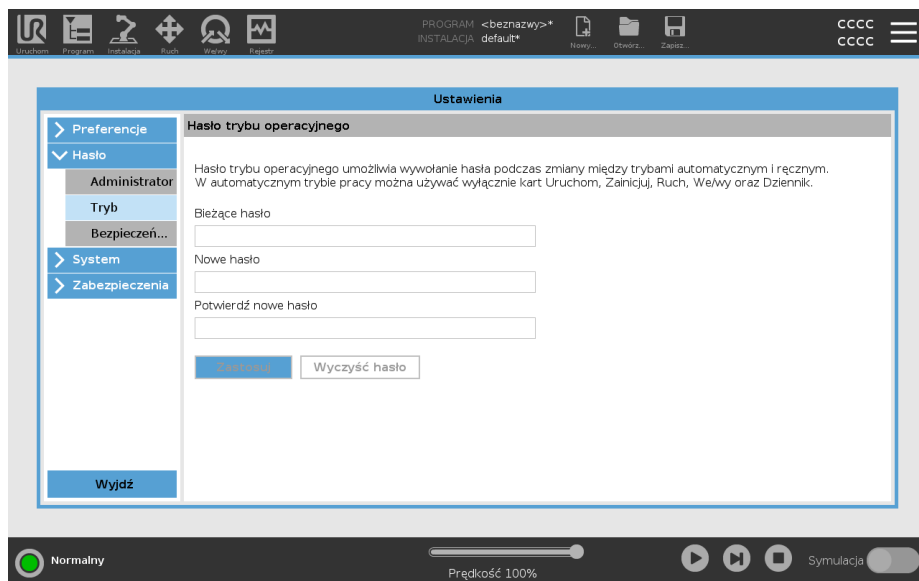 PROGRAM <beznazwy>*
INSTALACJA default*
Uruchom Program Instalacja Ruch We/wy Rejestr Nowy... Otwórz... Zapisz...
CCCC
CCCC
Ustawienia
Preferencje
Hasło
Administrator
Tryb
Bezpieczeń...
System
Zabezpieczenia
Wyjdź
Hasło trybu operacyjnego
Hasło trybu operacyjnego umożliwia wywołanie hasła podczas zmiany między trybami automatycznym i ręcznym.
W automatycznym trybie pracy można używać wyłącznie kart Uruchom, Zainicjuj, Ruch, We/wy oraz Dziennik.
Bieżące hasło
Nowe hasło
Potwierdź nowe hasło
Zastosuj Wyczyść hasło
Normalny
Prędkość 100%
Symulacja